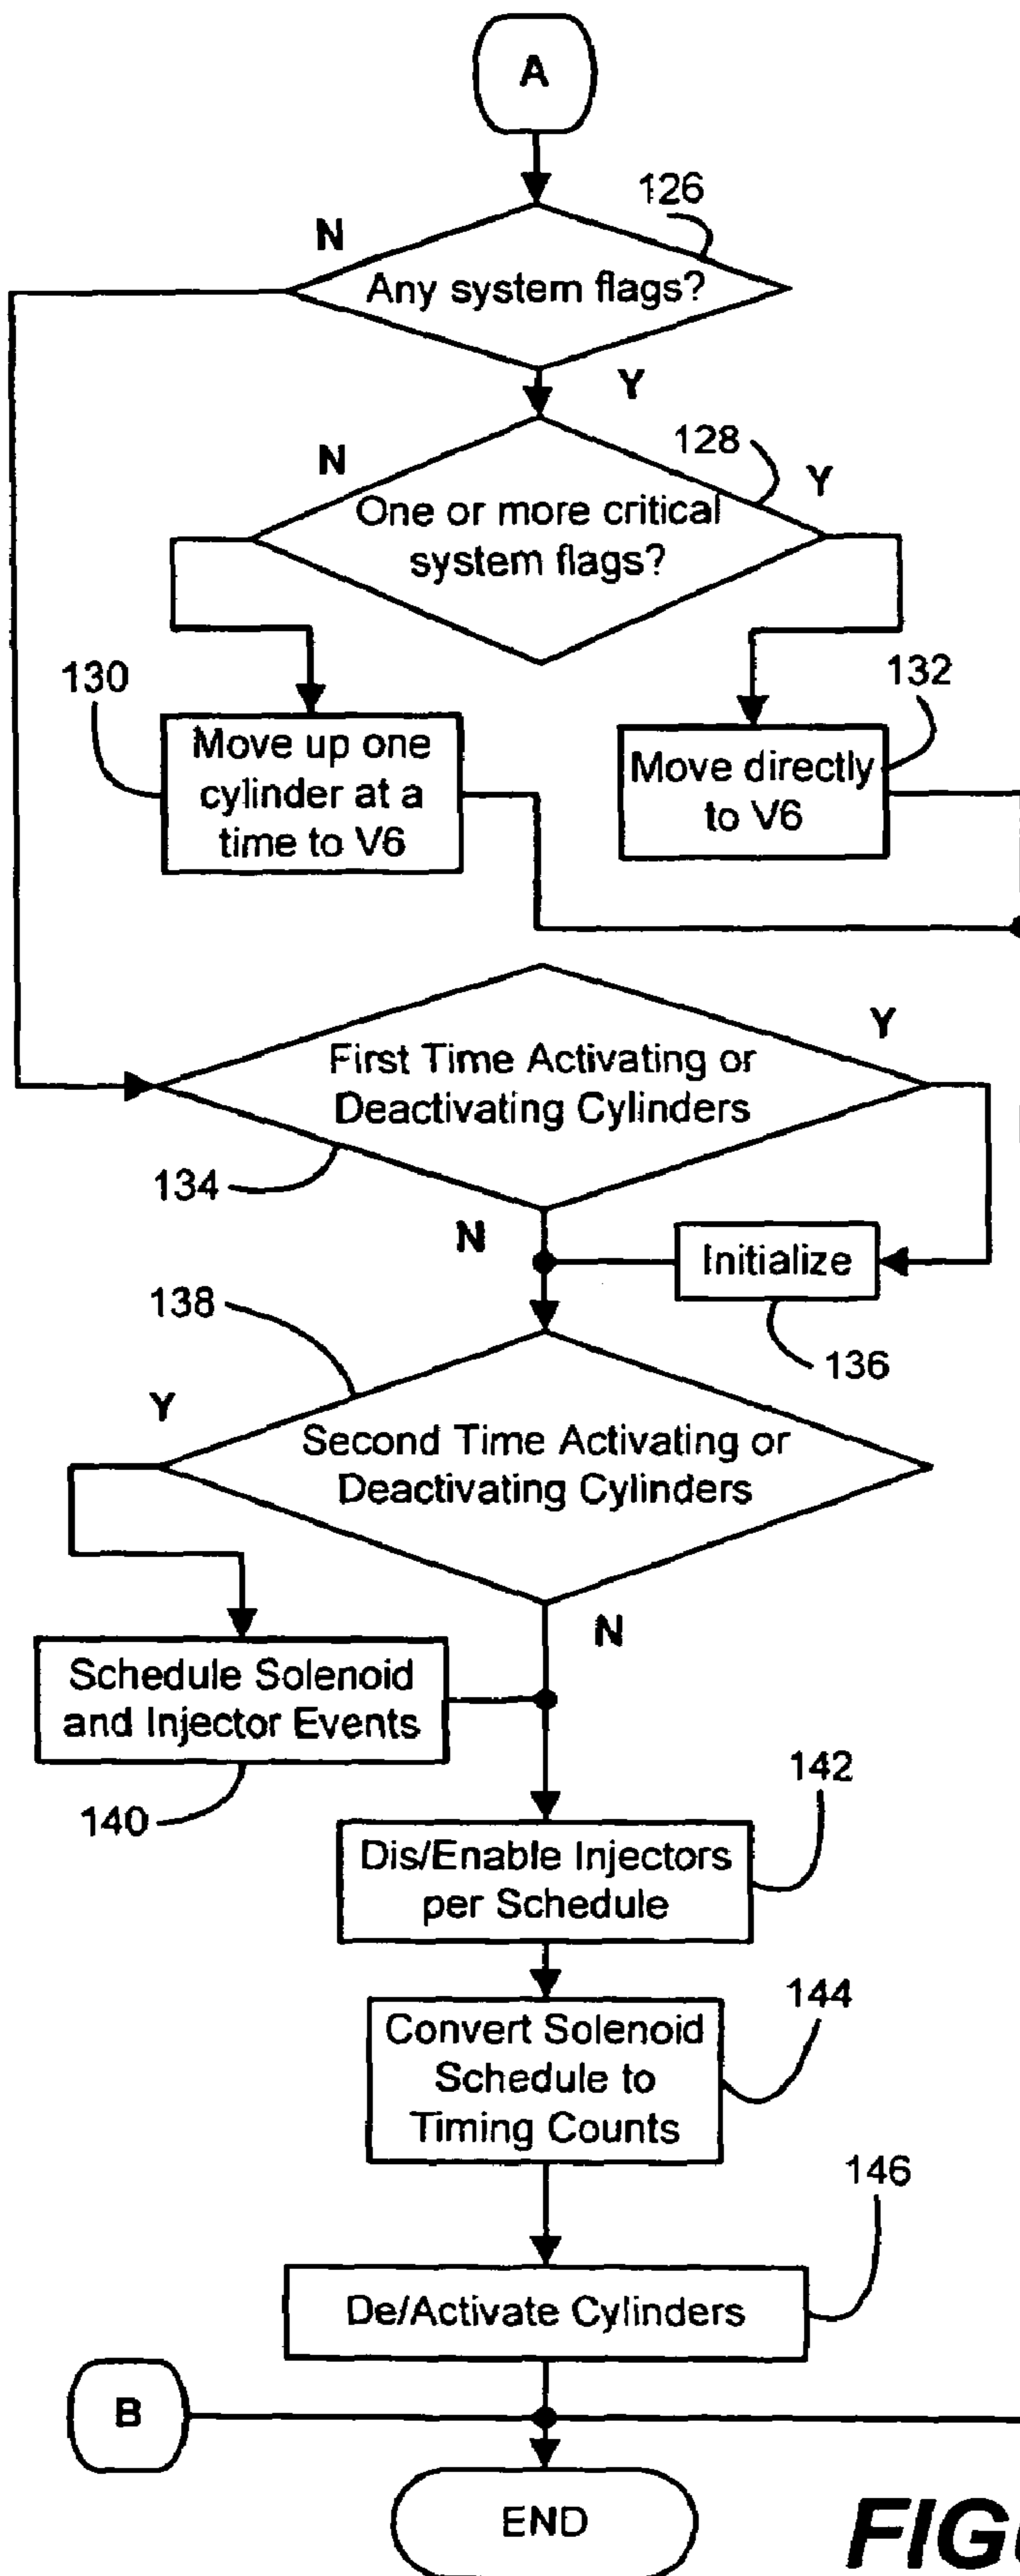 A
126
N
Any system flags?
Y
128
N
Y
One or more critical
system flags?
130
132
Move up one
cylinder at a
time to V6
Move directly
to V6
Y
First Time Activating or
Deactivating Cylinders
134
N
Initialize
138
136
Y
Second Time Activating or
Deactivating Cylinders
N
Schedule Solenoid
and Injector Events
142
140
Dis/Enable Injectors
per Schedule
144
Convert Solenoid
Schedule to
Timing Counts
146
De/Activate Cylinders
B
END